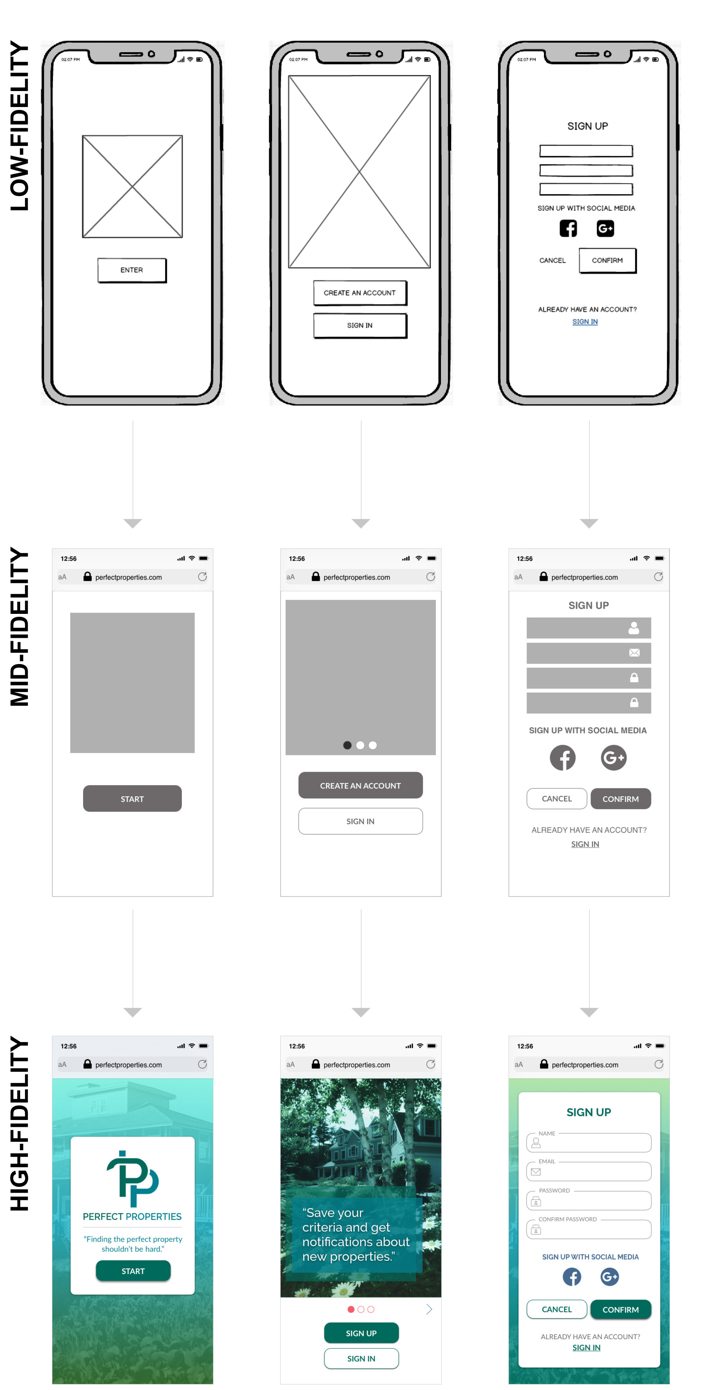 LOW-FIDELITY
02:07 PM
ENTER
02:07 PM
CREATE AN ACCOUNT
SIGN IN
02:07 PM
SIGN UP
SIGN UP WITH SOCIAL MEDIA
f G+
CANCEL CONFIRM
ALREADY HAVE AN ACCOUNT?
SIGN IN
MID-FIDELITY
12:56
aA perfectproperties.com
START
12:56
aA perfectproperties.com
CREATE AN ACCOUNT
SIGN IN
12:56
aA perfectproperties.com
SIGN UP
SIGN UP WITH SOCIAL MEDIA
f G+
CANCEL CONFIRM
ALREADY HAVE AN ACCOUNT?
SIGN IN
HIGH-FIDELITY
12:56
aA perfectproperties.com
PERFECT PROPERTIES
“Finding the perfect property
shouldn't be hard.”
START
12:56
aA perfectproperties.com
“Save your
criteria and get
notifications about
new properties.”
SIGN UP
SIGN IN
12:56
aA perfectproperties.com
SIGN UP
NAME
EMAIL
PASSWORD
CONFIRM PASSWORD
SIGN UP WITH SOCIAL MEDIA
f G+
CANCEL CONFIRM
ALREADY HAVE AN ACCOUNT?
SIGN IN